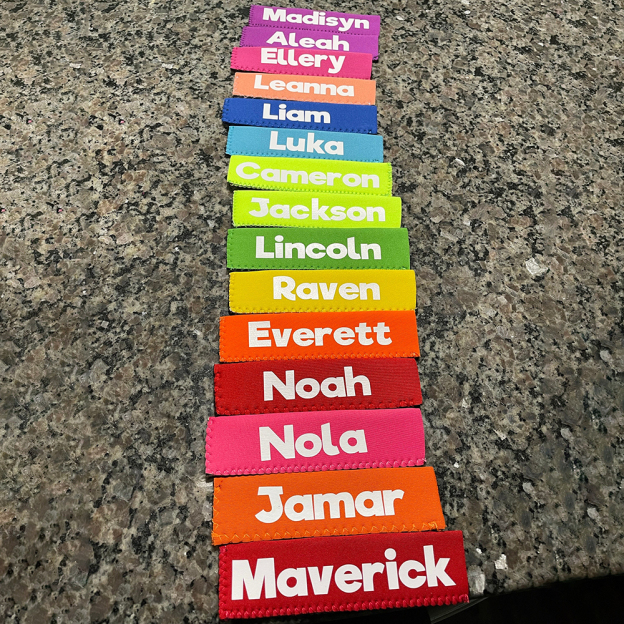 Madisyn
Aleah
Ellery
Leanna
Liam
Luka
Cameron
Jackson
Lincoln
Raven
Everett
Noah
Nola
Jamar
Maverick